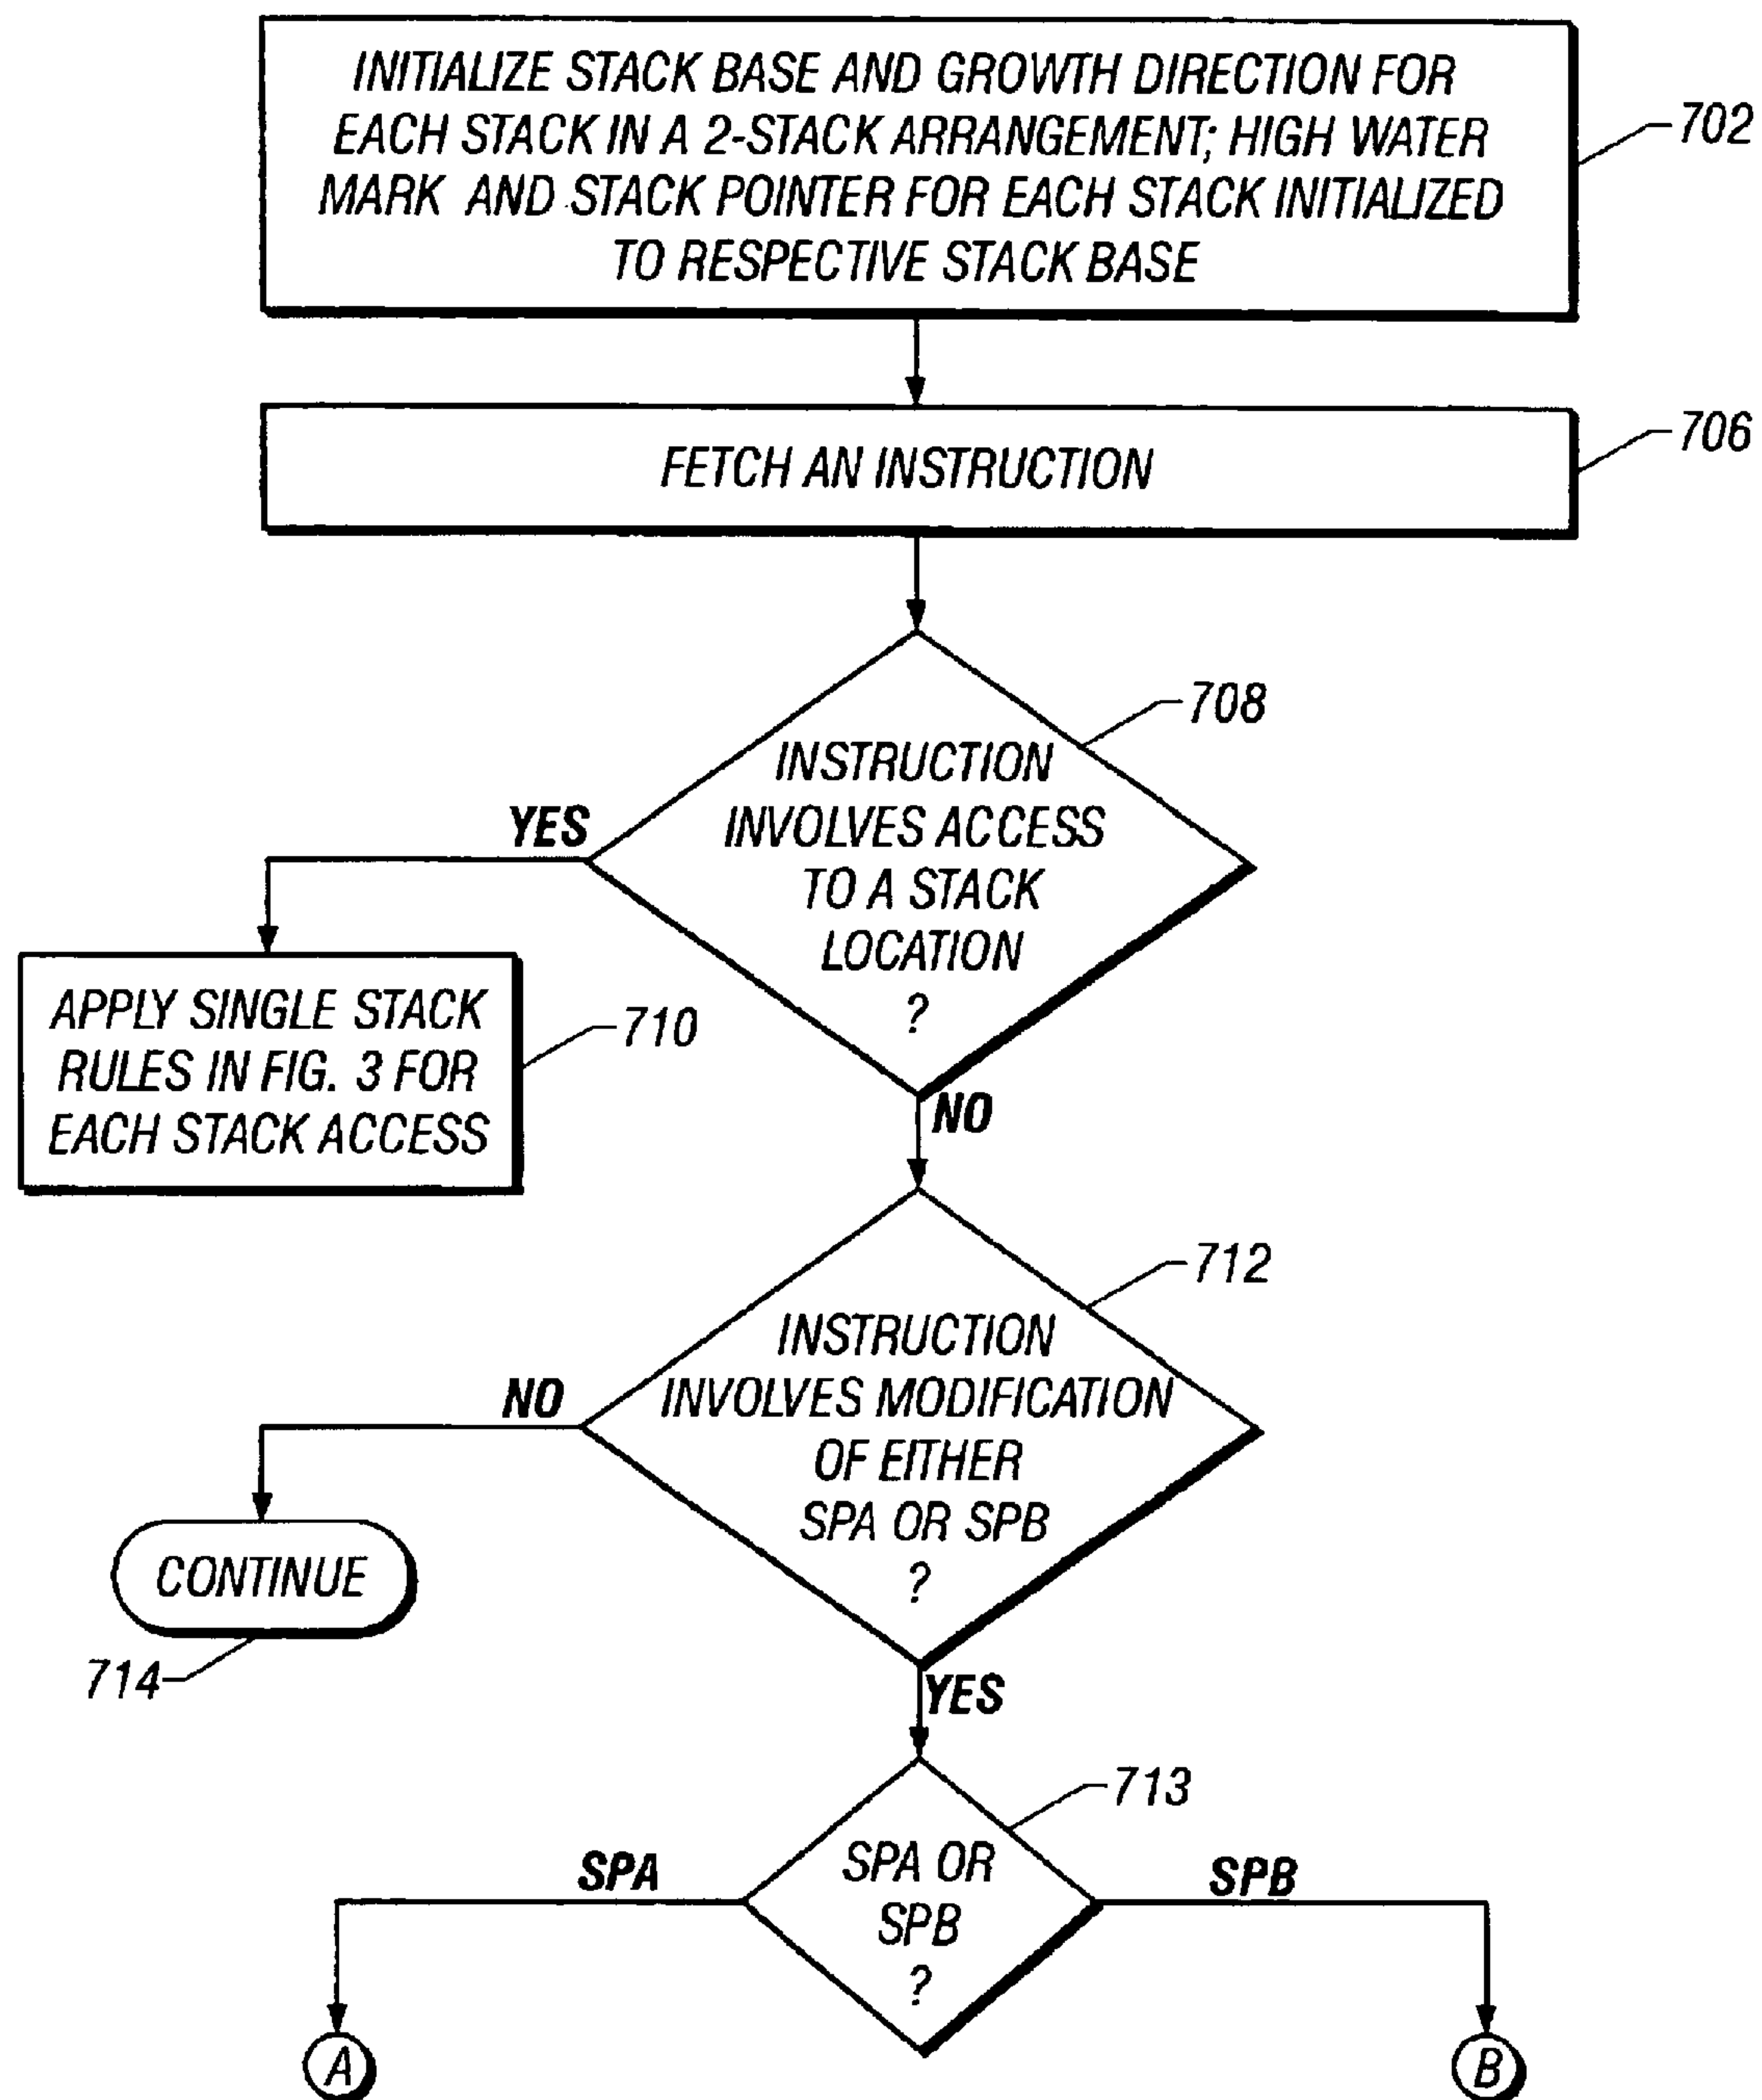 INITIALIZE STACK BASE AND GROWTH DIRECTION FOR
EACH STACK IN A 2-STACK ARRANGEMENT; HIGH WATER
MARK AND STACK POINTER FOR EACH STACK INITIALIZED
TO RESPECTIVE STACK BASE
702
FETCH AN INSTRUCTION
706
708
INSTRUCTION
INVOLVES ACCESS
TO A STACK
LOCATION
?
YES
APPLY SINGLE STACK
RULES IN FIG. 3 FOR
EACH STACK ACCESS
710
NO
712
INSTRUCTION
INVOLVES MODIFICATION
OF EITHER
SPA OR SPB
?
NO
CONTINUE
714
YES
713
SPA OR
SPB
?
SPA
SPB
A
B